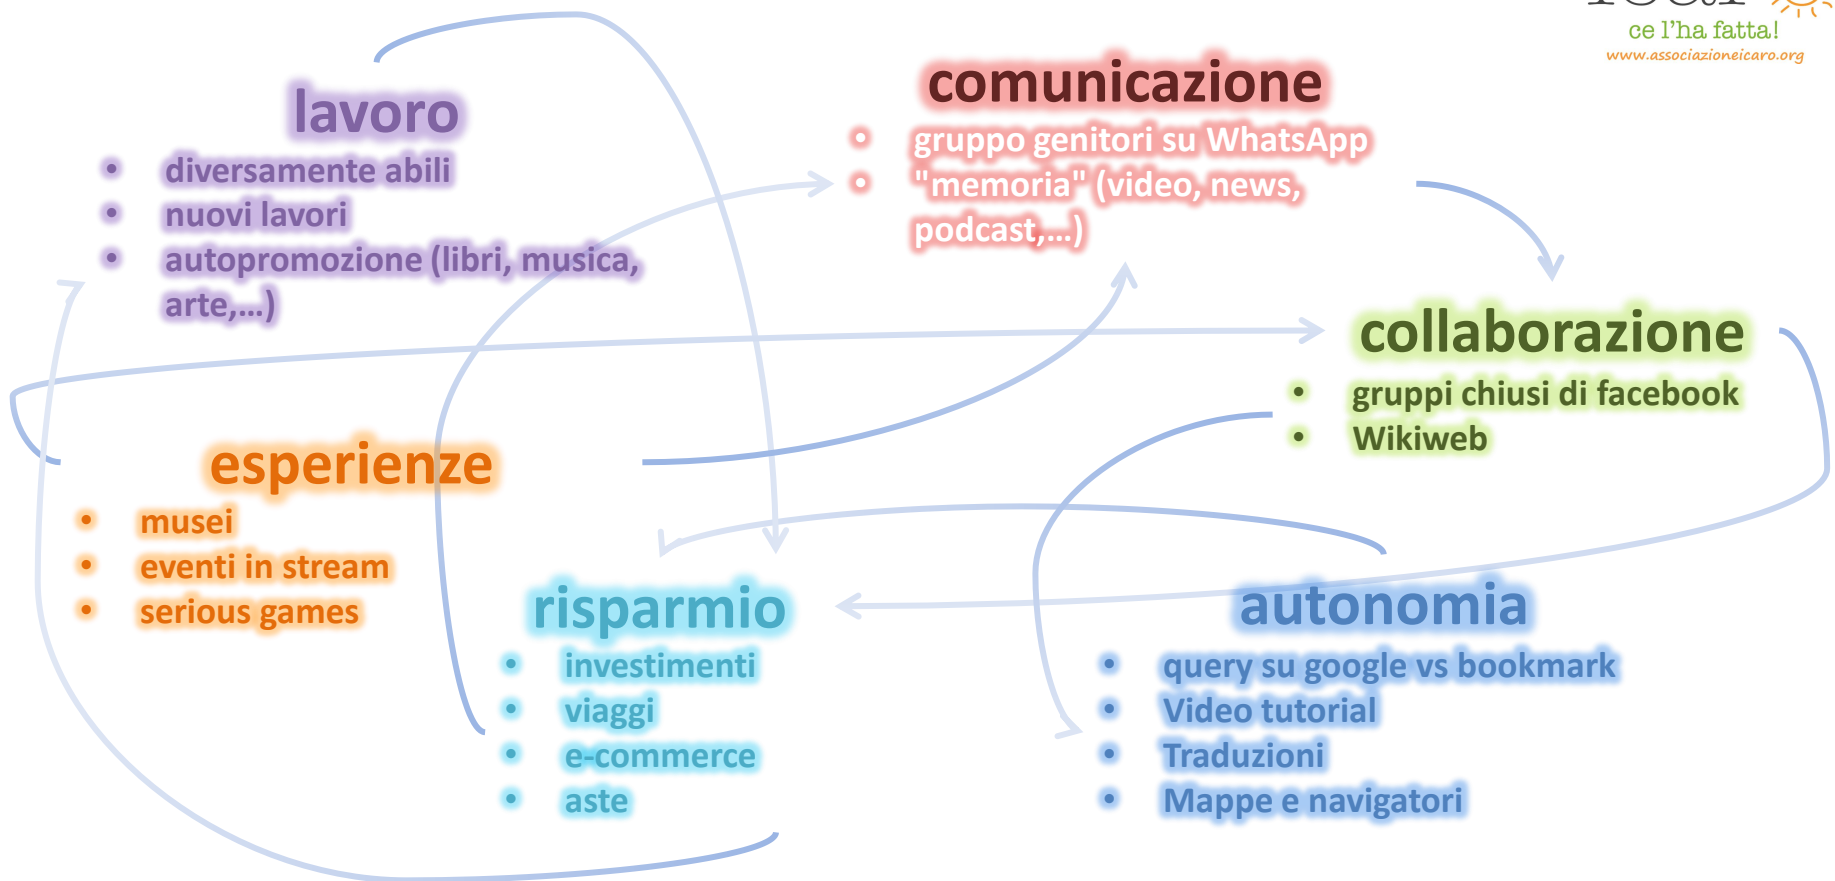 ce l'ha fatta!
www.associazioneicaro.org
lavoro
• diversamente abili
• nuovi lavori
• autopromozione (libri, musica,
arte,...)
comunicazione
• gruppo genitori su WhatsApp
• "memoria" (video, news,
podcast,...)
collaborazione
• gruppi chiusi di facebook
• Wikiweb
esperienze
• musei
• eventi in stream
• serious games
risparmio
• investimenti
• viaggi
• e-commerce
• aste
autonomia
• query su google vs bookmark
• Video tutorial
• Traduzioni
• Mappe e navigatori